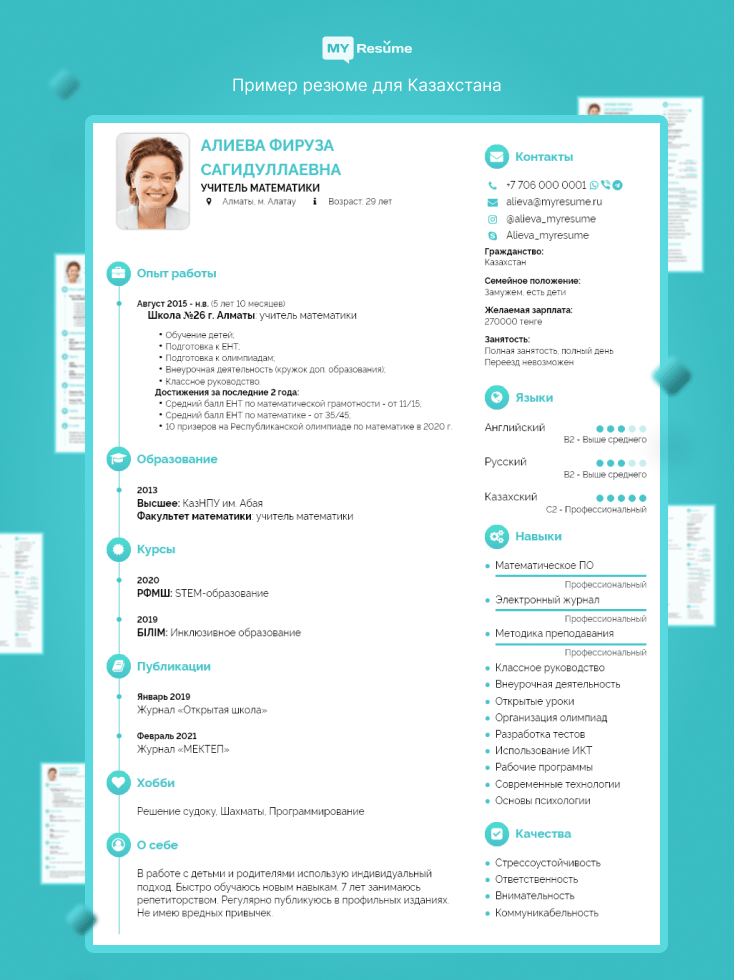 MY Resume
Пример резюме для Казахстана
АЛИЕВА ФИРУЗА
САГИДУЛЛАЕВНА
УЧИТЕЛЬ МАТЕМАТИКИ
Алматы, м. Алатау Возраст: 29 лет
Опыт работы
Август 2015 - н.в. (5 лет 10 месяцев)
Школа №26 г. Алматы: учитель математики
• Обучение детей;
• Подготовка к ЕНТ;
• Подготовка к олимпиадам;
• Внеурочная деятельность (кружок доп. образования);
• Классное руководство.
Достижения за последние 2 года:
• Средний балл ЕНТ по математической грамотности - от 11/15;
• Средний балл ЕНТ по математике - от 35/45;
• 10 призеров на Республиканской олимпиаде по математике в 2020 г.
Образование
2013
Высшее: КазНПУ им. Абая
Факультет математики: учитель математики
Курсы
2020
РФМШ: STEM-образование
2019
БІЛІМ: Инклюзивное образование
Публикации
Январь 2019
Журнал «Открытая школа»
Февраль 2021
Журнал «МЕКТЕП»
Хобби
Решение судоку, Шахматы, Программирование
О себе
В работе с детьми и родителями использую индивидуальный
подход. Быстро обучаюсь новым навыкам. 7 лет занимаюсь
репетиторством. Регулярно публикуюсь в профильных изданиях.
Не имею вредных привычек.
Контакты
+7 706 000 0001
alieva@myresume.ru
@alieva_myresume
Alieva_myresume
Гражданство:
Казахстан
Семейное положение:
Замужем, есть дети
Желаемая зарплата:
270000 тенге
Занятость:
Полная занятость, полный день
Переезд невозможен
Языки
Английский
B2 - Выше среднего
Русский
B2 - Выше среднего
Казахский
C2 - Профессиональный
Навыки
• Математическое ПО
Профессиональный
• Электронный журнал
Профессиональный
• Методика преподавания
Профессиональный
• Классное руководство
• Внеурочная деятельность
• Открытые уроки
• Организация олимпиад
• Разработка тестов
• Использование ИКТ
• Рабочие программы
• Современные технологии
• Основы психологии
Качества
• Стрессоустойчивость
• Ответственность
• Внимательность
• Коммуникабельность